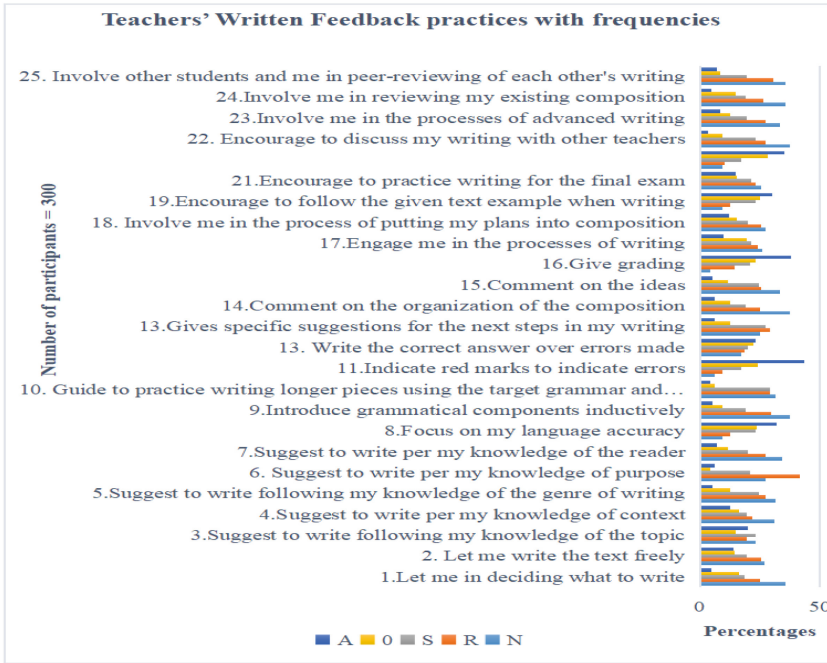 Teachers' Written Feedback practices with frequencies
25. Involve other students and me in peer-reviewing of each other's writing
24.Involve me in reviewing my existing composition
23.Involve me in the processes of advanced writing
22. Encourage to discuss my writing with other teachers
21.Encourage to practice writing for the final exam
19.Encourage to follow the given text example when writing
18. Involve me in the process of putting my plans into composition
17.Engage me in the processes of writing
16.Give grading
15.Comment on the ideas
14.Comment on the organization of the composition
13.Gives specific suggestions for the next steps in my writing
13. Write the correct answer over errors made
11.Indicate red marks to indicate errors
10. Guide to practice writing longer pieces using the target grammar and…
9.Introduce grammatical components inductively
8.Focus on my language accuracy
7.Suggest to write per my knowledge of the reader
6. Suggest to write per my knowledge of purpose
5.Suggest to write following my knowledge of the genre of writing
4.Suggest to write per my knowledge of context
3.Suggest to write following my knowledge of the topic
2. Let me write the text freely
1.Let me in deciding what to write
Number of participants = 300
0 50
Percentages
A 0 S R N